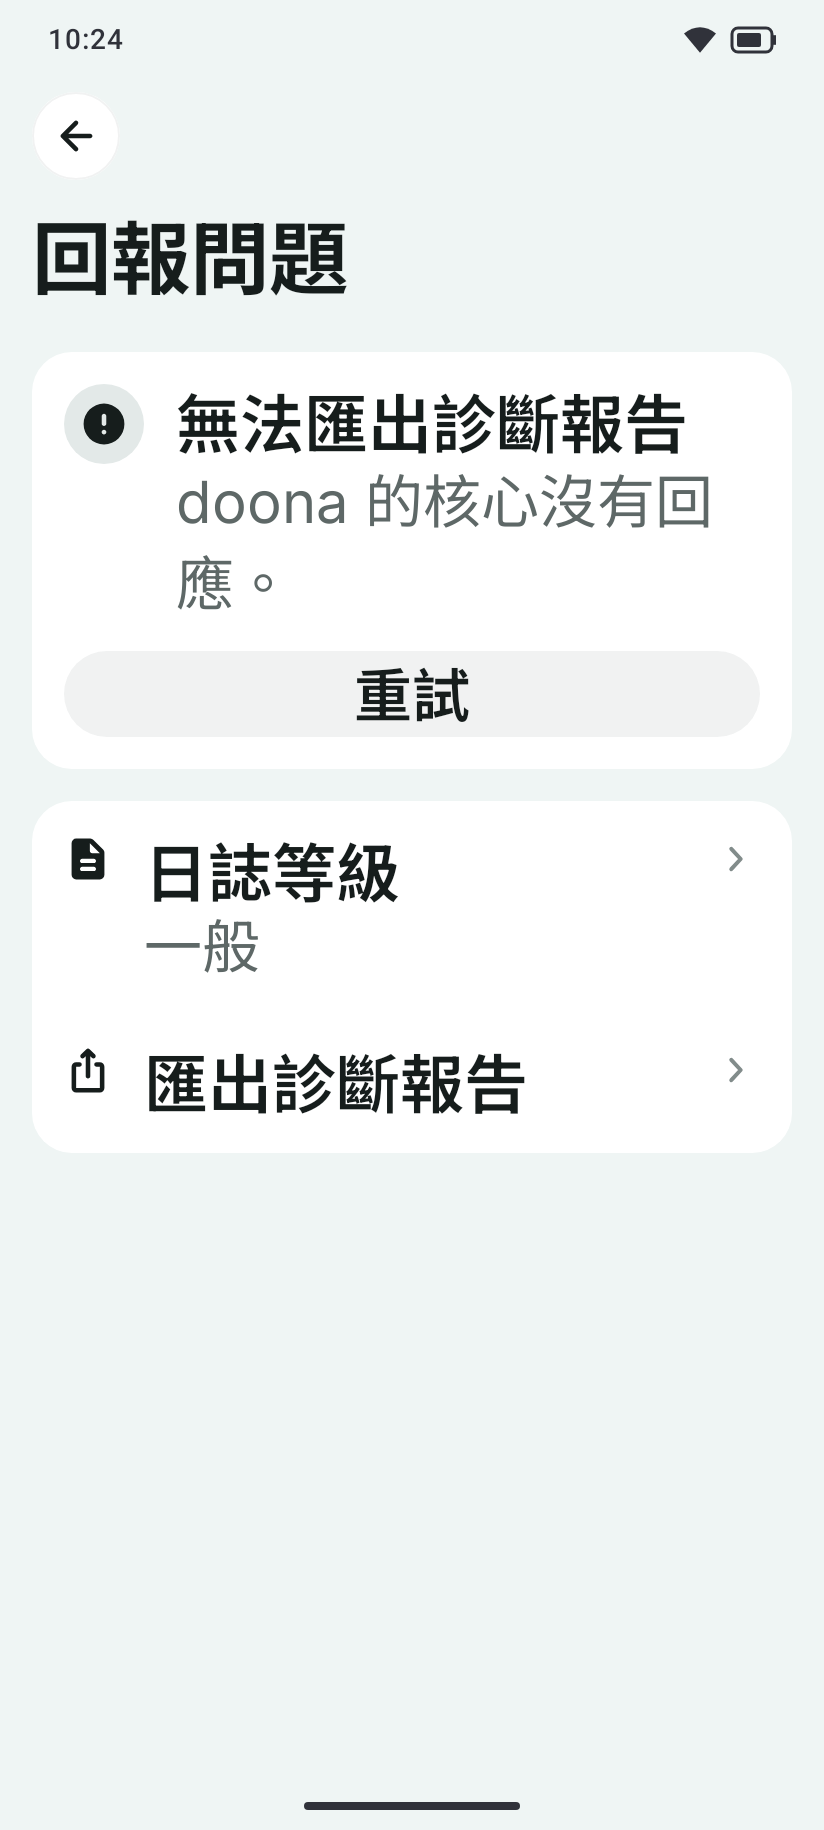 10:24
回報問題
無法匯出診斷報告
doona 的核心沒有回
應。
重試
日誌等級
一般
匯出診斷報告